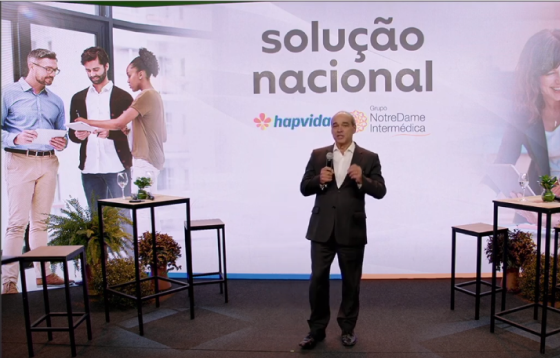 solução
nacional
hapvida
Grupo
NotreDame
Intermédica